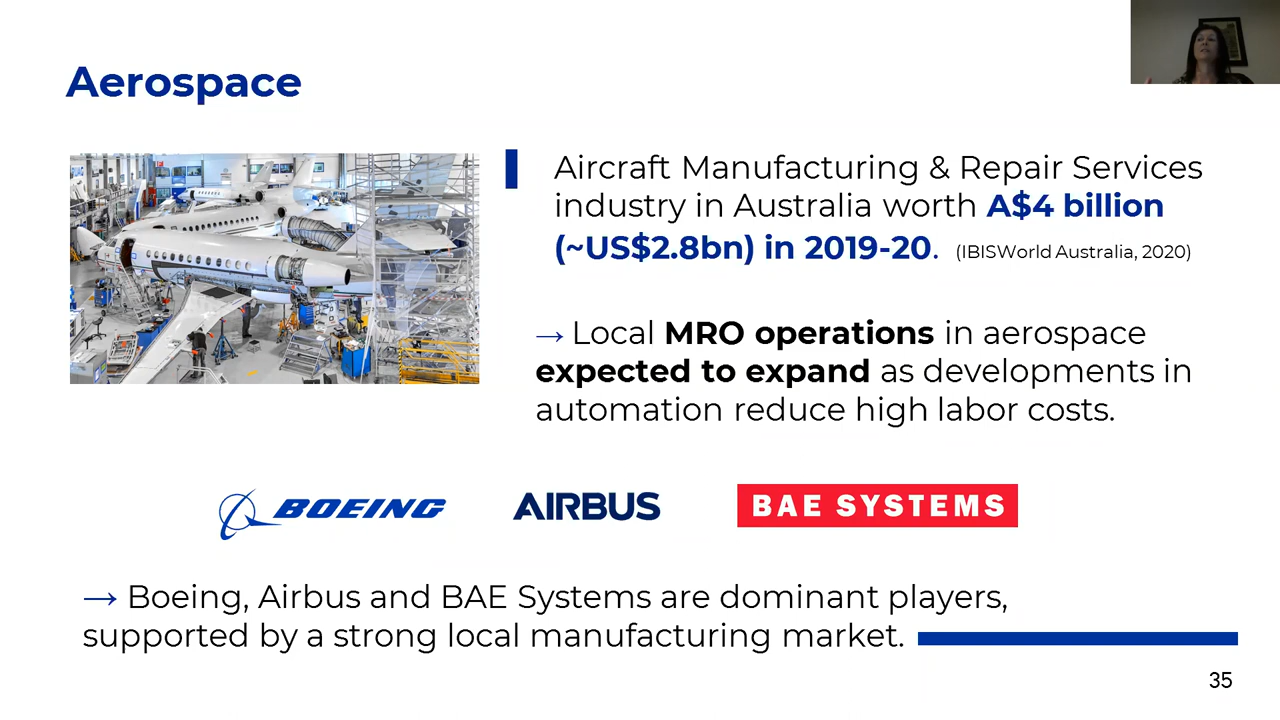 Aerospace
Aircraft Manufacturing & Repair Services
industry in Australia worth A$4 billion
(~US$2.8bn) in 2019-20. (IBISWorld Australia, 2020)
→ Local MRO operations in aerospace
expected to expand as developments in
automation reduce high labor costs.
BOEING AIRBUS BAE SYSTEMS
→ Boeing, Airbus and BAE Systems are dominant players,
supported by a strong local manufacturing market.
35